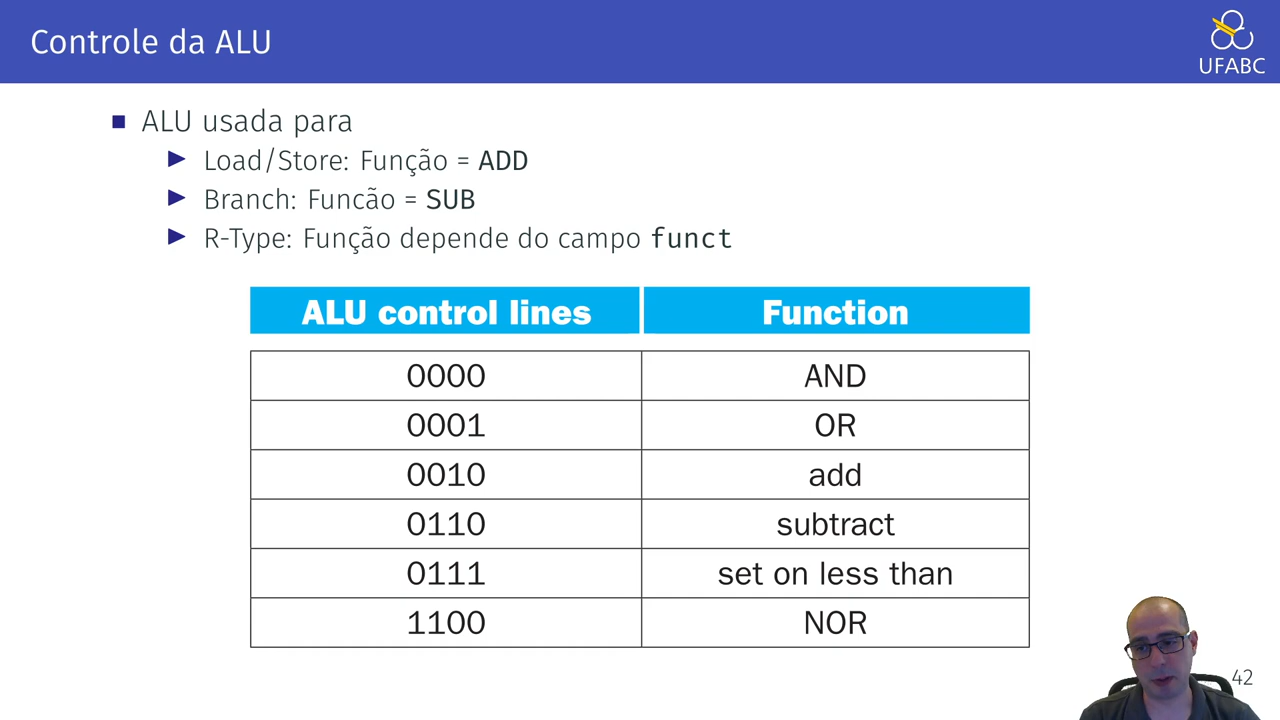 Controle da ALU
UFABC
ALU usada para
Load/Store: Função = ADD
Branch: Funcão = SUB
R-Type: Função depende do campo funct
ALU control lines Function
0000 AND
0001 OR
0010 add
0110 subtract
0111 set on less than
1100 NOR
42